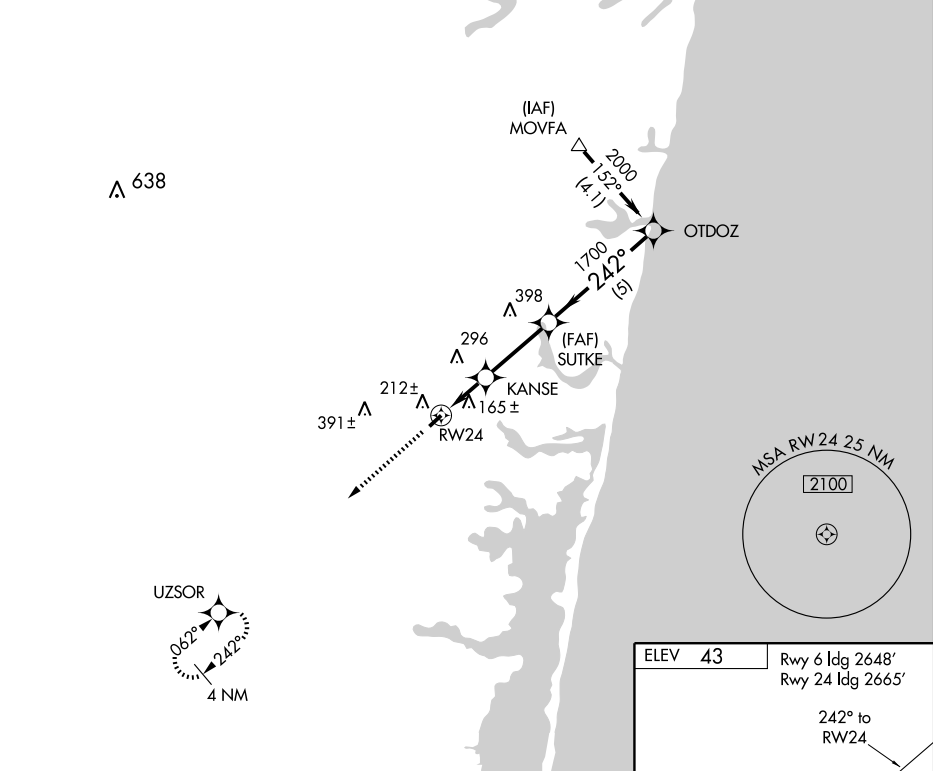 (IAF)
MOVFA
2000
152°
(4.1)
638
OTDOZ
1700
242°
(5)
398
(FAF)
SUTKE
296
KANSE
212±
165±
391±
RW24
MSA RW24 25 NM
2100
UZSOR
062°
242°
4 NM
ELEV 43
Rwy 6 ldg 2648'
Rwy 24 ldg 2665'
242° to
RW24